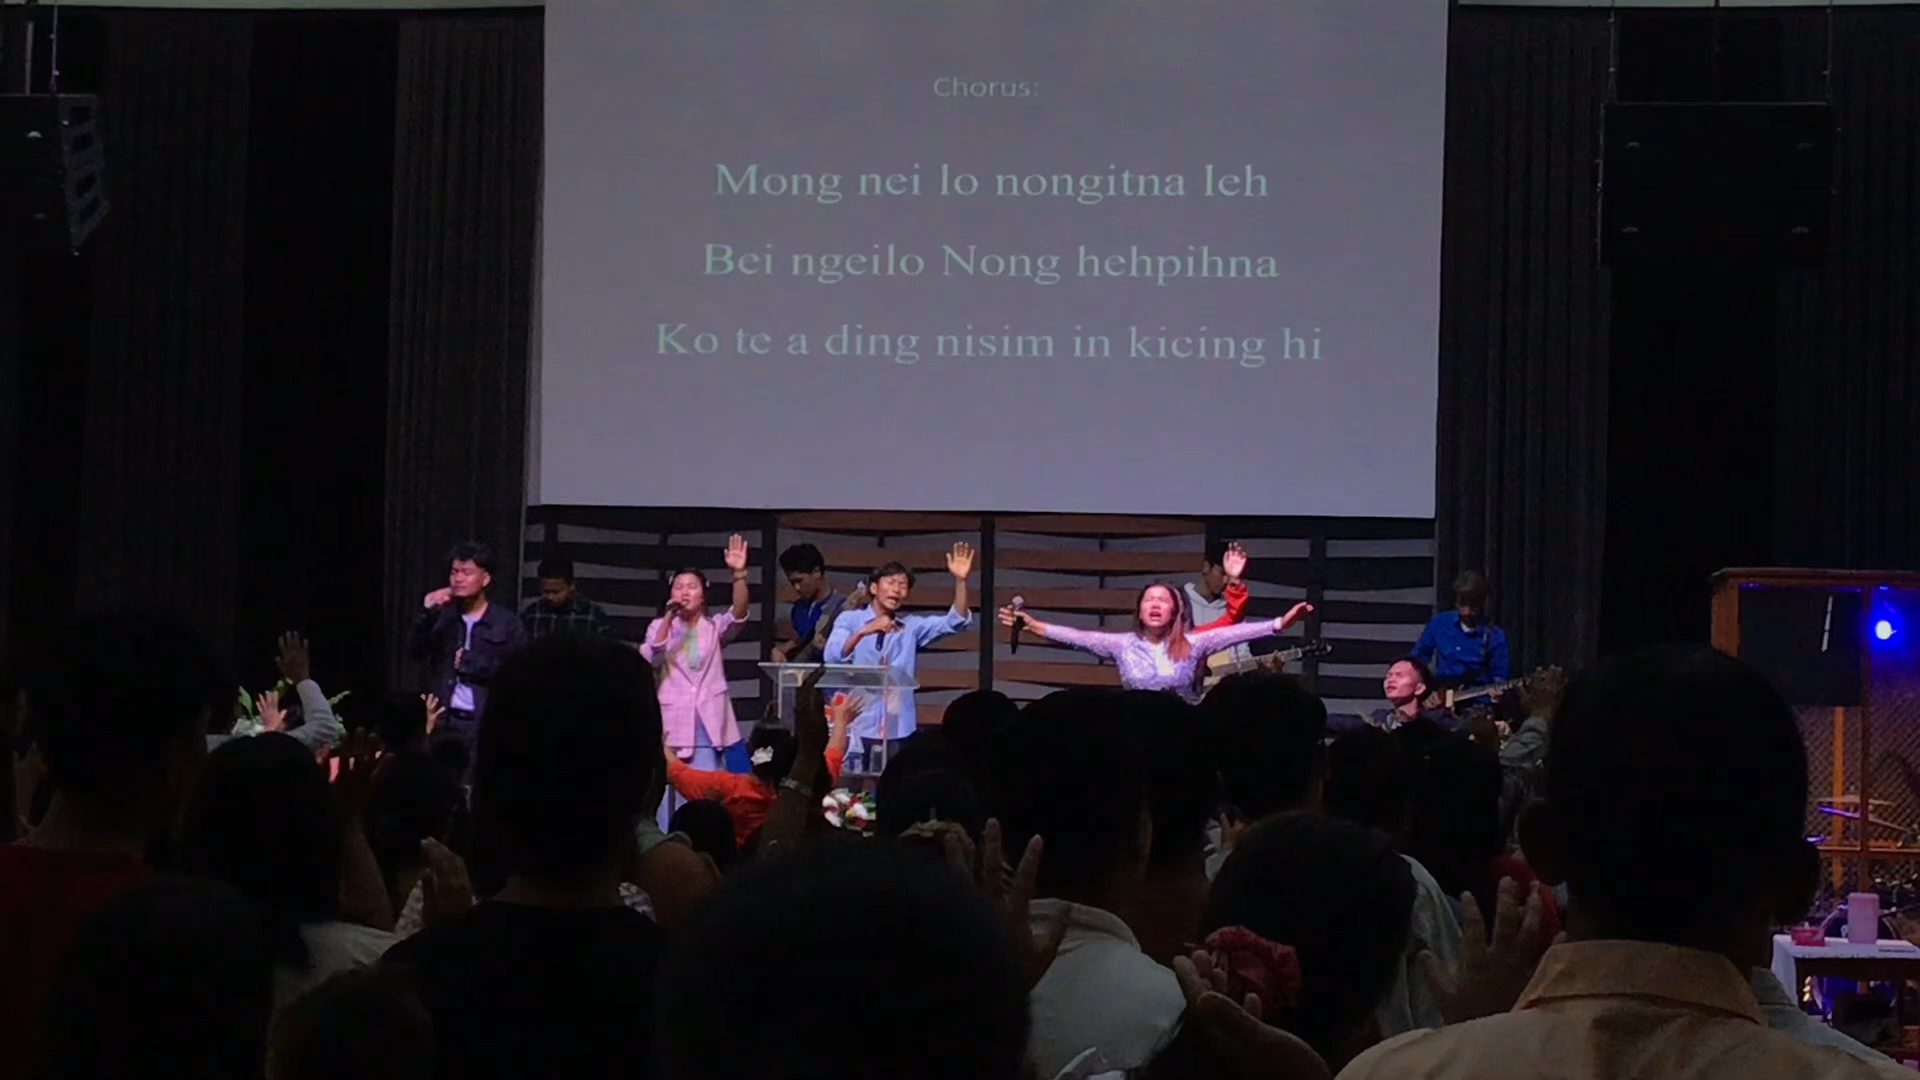 Chorus:
Mong nei lo nongitna leh
Bei ngeilo Nong hehpihna
Ko te a ding nisim in kicing hi